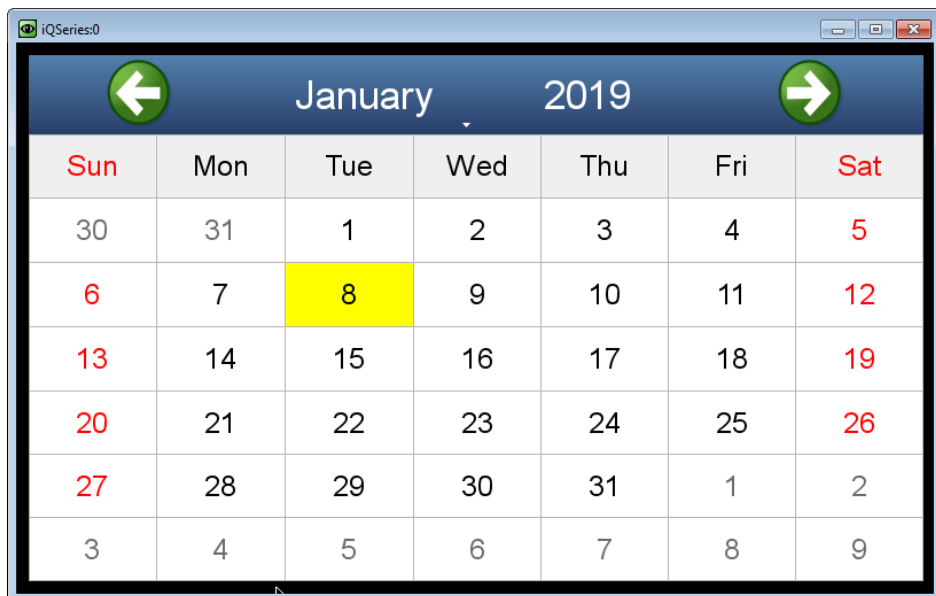 iQSeries:0
January 2019
Sun Mon Tue Wed Thu Fri Sat
30 31 1 2 3 4 5
6 7 8 9 10 11 12
13 14 15 16 17 18 19
20 21 22 23 24 25 26
27 28 29 30 31 1 2
3 4 5 6 7 8 9